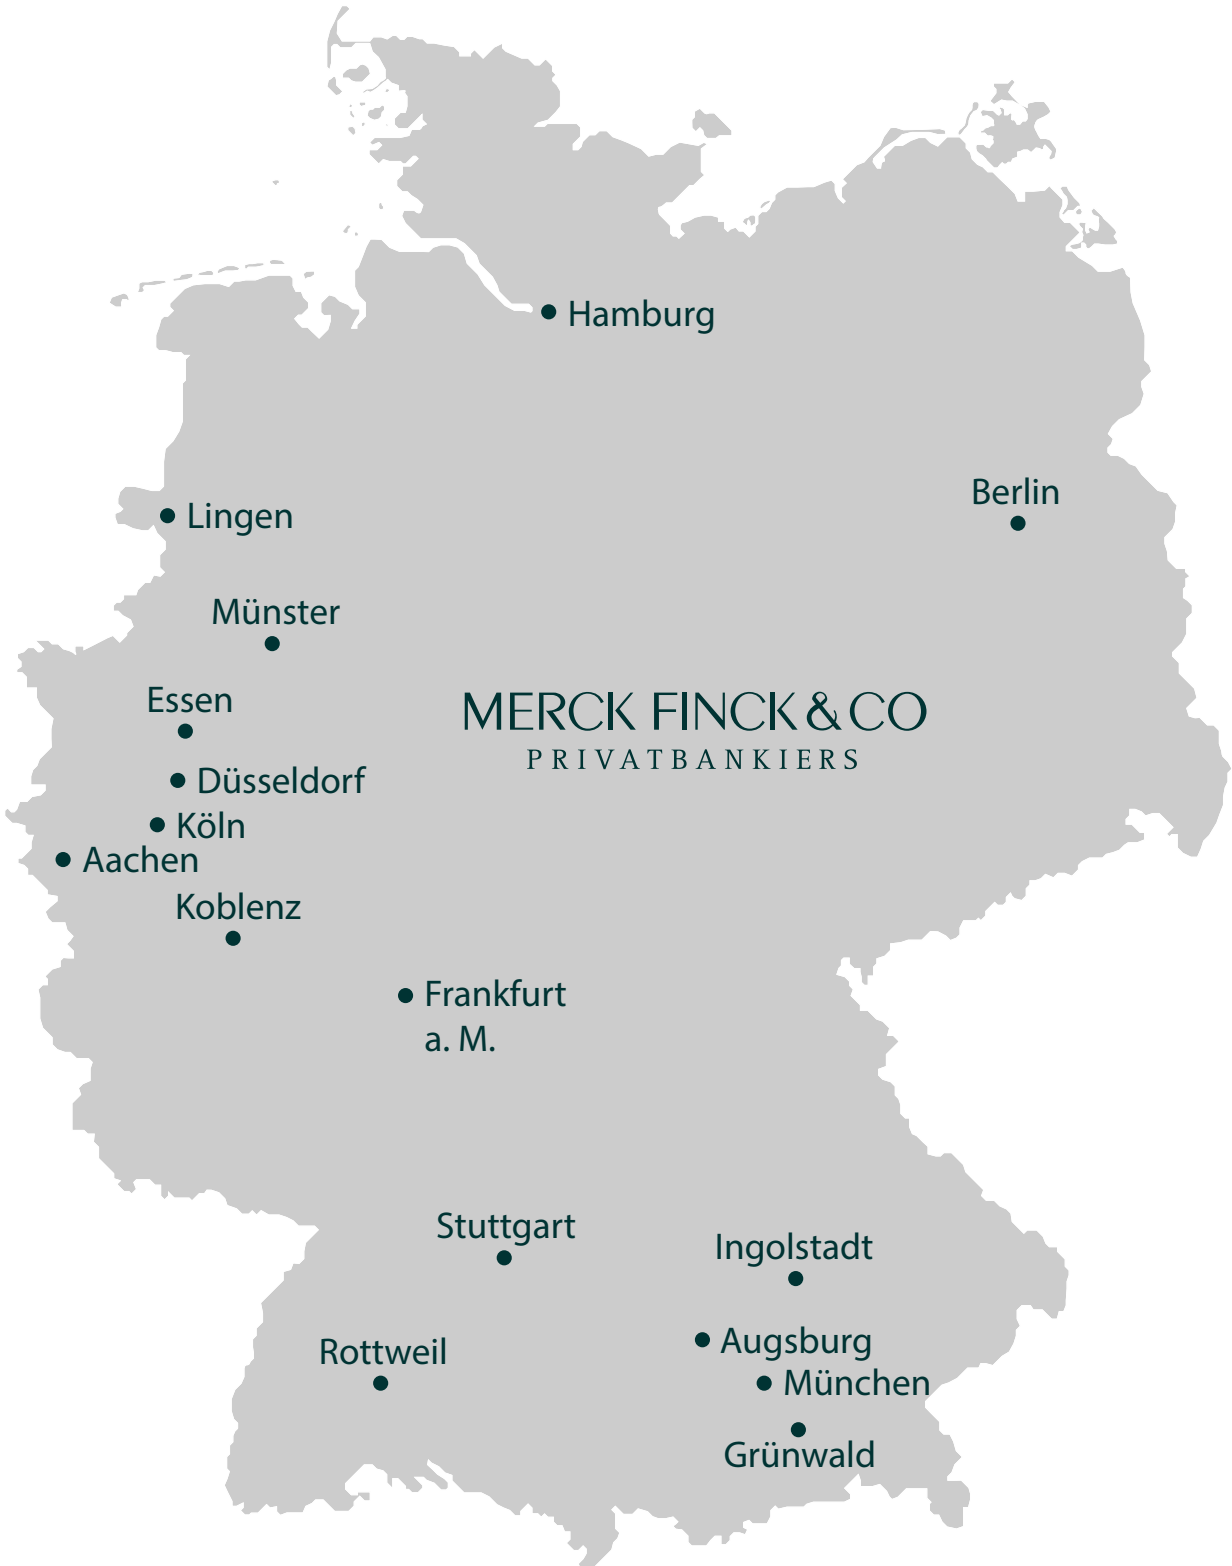 Hamburg
Berlin
Lingen
Münster
Essen
MERCK FINCK & CO
PRIVATBANKIERS
Düsseldorf
Köln
Aachen
Koblenz
Frankfurt
a. M.
Stuttgart
Ingolstadt
Augsburg
Rottweil
München
Grünwald